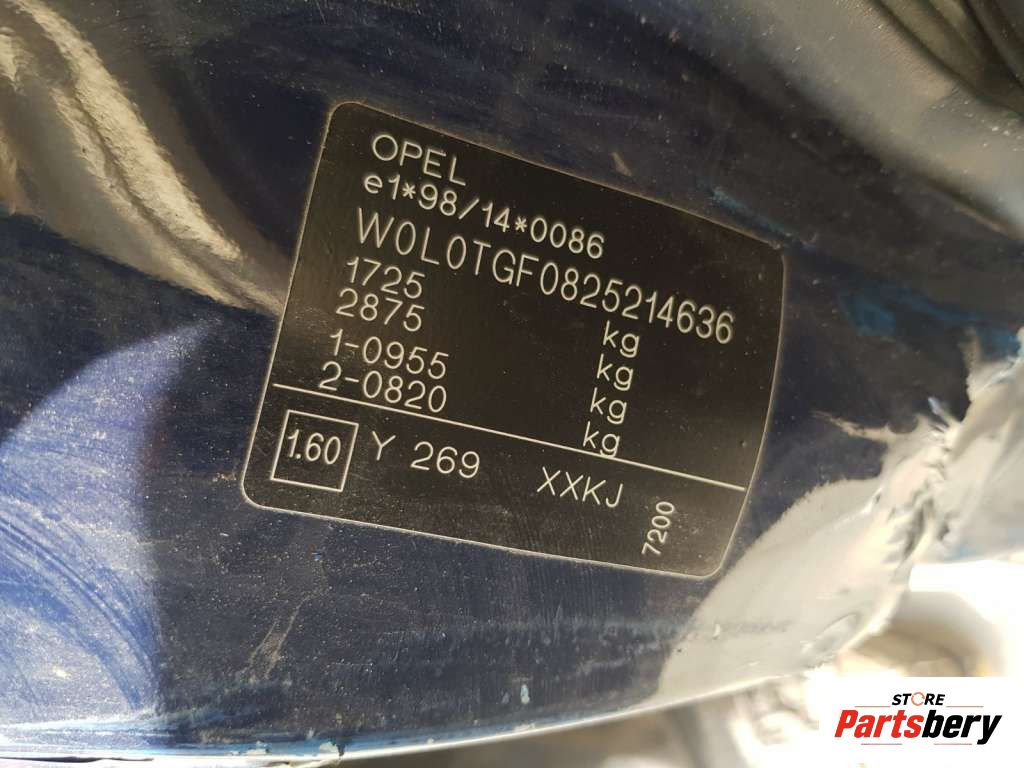 OPEL
e1*98/14*0086
W0L0TGF0825214636
1725 kg
2875 kg
1-0955 kg
2-0820 kg
1.60 Y 269 XXKJ 7200
STORE
Partsbery